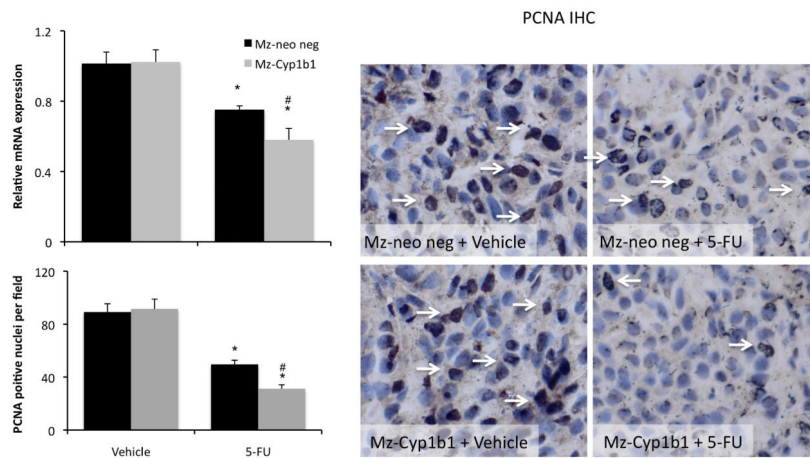 PCNA IHC
Relative mRNA expression
1.2
0.8
0.4
0
Mz-neo neg
Mz-Cyp1b1
*
#
*
PCNA poitive nuclei per field
120
80
40
0
*
#
*
Vehicle
5-FU
Mz-neo neg + Vehicle
Mz-neo neg + 5-FU
Mz-Cyp1b1 + Vehicle
Mz-Cyp1b1 + 5-FU